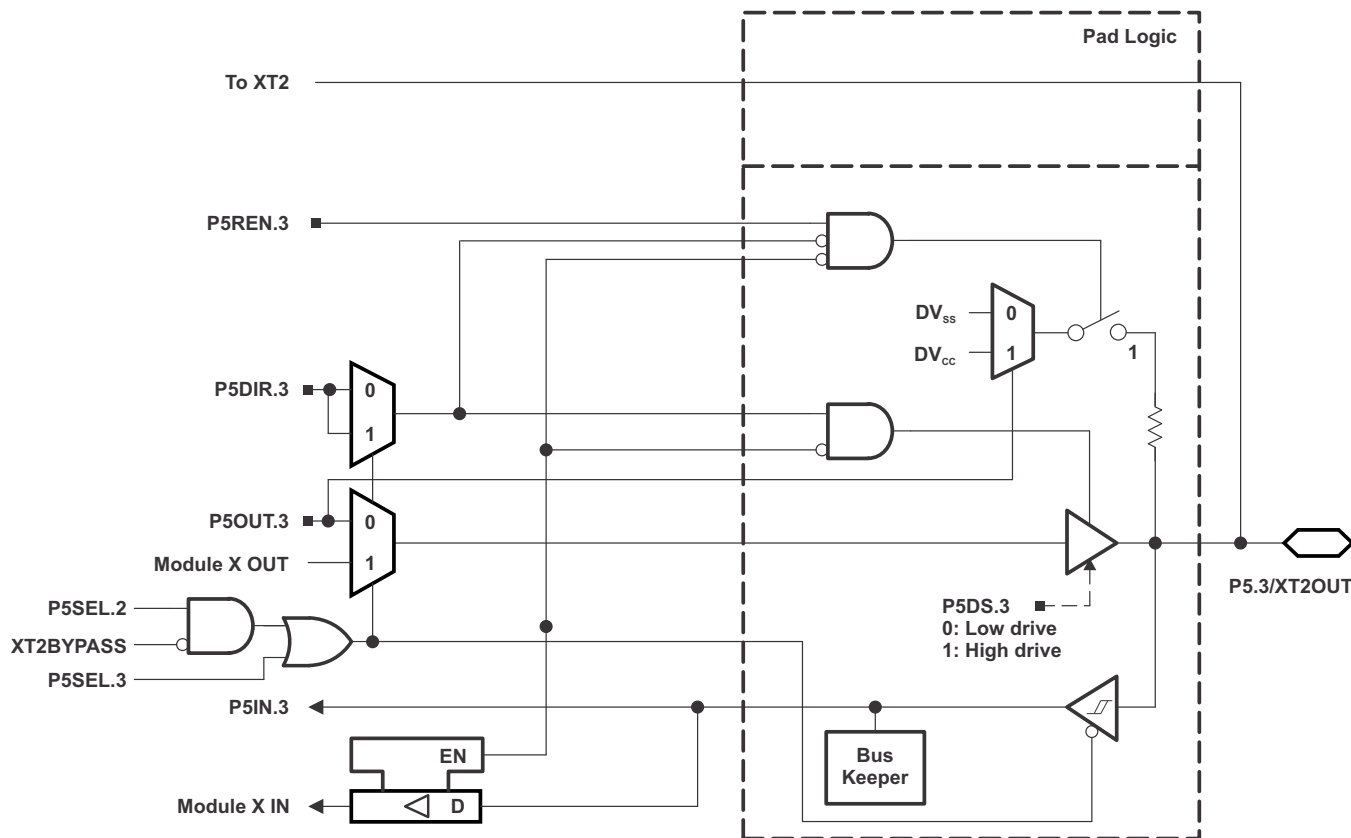 Pad Logic
To XT2
P5REN.3
DVss
0
DVcc
1
1
P5DIR.3
0
1
P5OUT.3
0
Module X OUT
1
P5.3/XT2OUT
P5SEL.2
XT2BYPASS
P5SEL.3
P5DS.3
0: Low drive
1: High drive
P5IN.3
EN
Bus
Keeper
Module X IN
D